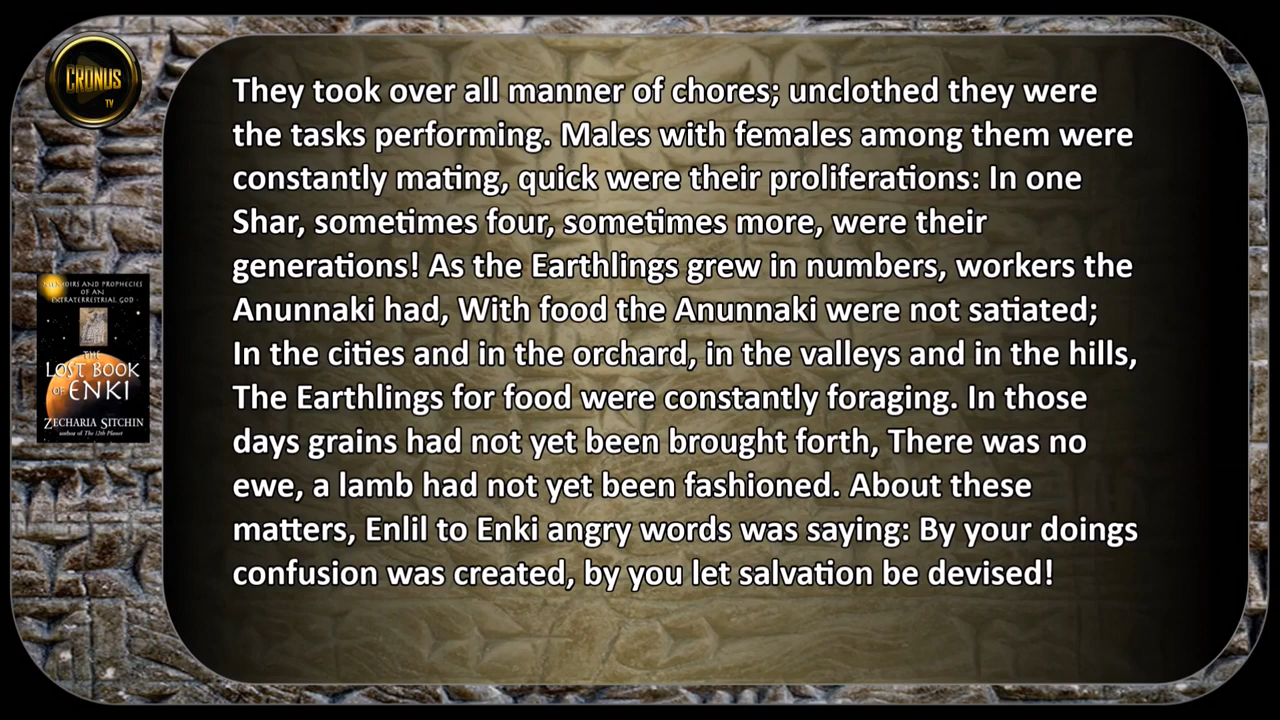 CRONUS
TV
They took over all manner of chores; unclothed they were
the tasks performing. Males with females among them were
constantly mating, quick were their proliferations: In one
Shar, sometimes four, sometimes more, were their
generations! As the Earthlings grew in numbers, workers the
Anunnaki had, With food the Anunnaki were not satiated;
In the cities and in the orchard, in the valleys and in the hills,
The Earthlings for food were constantly foraging. In those
days grains had not yet been brought forth, There was no
ewe, a lamb had not yet been fashioned. About these
matters, Enlil to Enki angry words was saying: By your doings
confusion was created, by you let salvation be devised!
MEMOIRS AND PROPHECIES
OF AN
EXTRATERRESTRIAL GOD
THE
LOST BOOK
OF ENKI
ZECHARIA SITCHIN
author of The 12th Planet